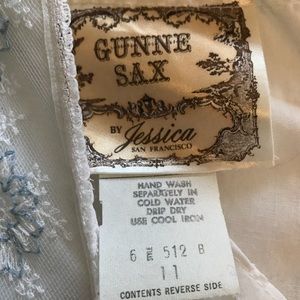 GUNNE
SAX
BY Jessica
SAN FRANCISCO
HAND WASH
SEPARATELY IN
COLD WATER
DRIP DRY
USE COOL IRON
6 STYLE 512 B
11
CONTENTS REVERSE SIDE